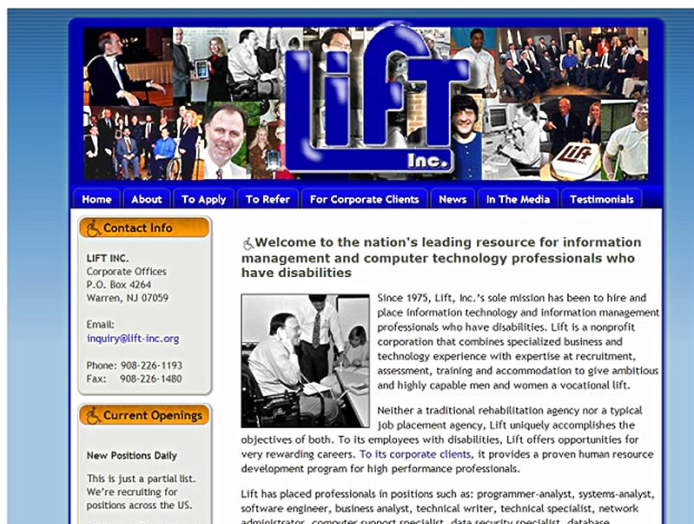 Lift
Inc.
Lift
Home
About
To Apply
To Refer
For Corporate Clients
News
In The Media
Testimonials
Contact Info
LIFT INC.
Corporate Offices
P.O. Box 4264
Warren, NJ 07059
Email:
inquiry@lift-inc.org
Phone: 908-226-1193
Fax: 908-226-1480
Current Openings
New Positions Daily
This is just a partial list.
We're recruiting for
positions across the US.
Welcome to the nation's leading resource for information
management and computer technology professionals who
have disabilities
Since 1975, Lift, Inc.'s sole mission has been to hire and
place information technology and information management
professionals who have disabilities. Lift is a nonprofit
corporation that combines specialized business and
technology experience with expertise at recruitment,
assessment, training and accommodation to give ambitious
and highly capable men and women a vocational lift.
Neither a traditional rehabilitation agency nor a typical
job placement agency, Lift uniquely accomplishes the
objectives of both. To its employees with disabilities, Lift offers opportunities for
very rewarding careers. To its corporate clients, it provides a proven human resource
development program for high performance professionals.
Lift has placed professionals in positions such as: programmer-analyst, systems-analyst,
software engineer, business analyst, technical writer, technical specialist, network
administrator, computer support specialist, data security specialist, database